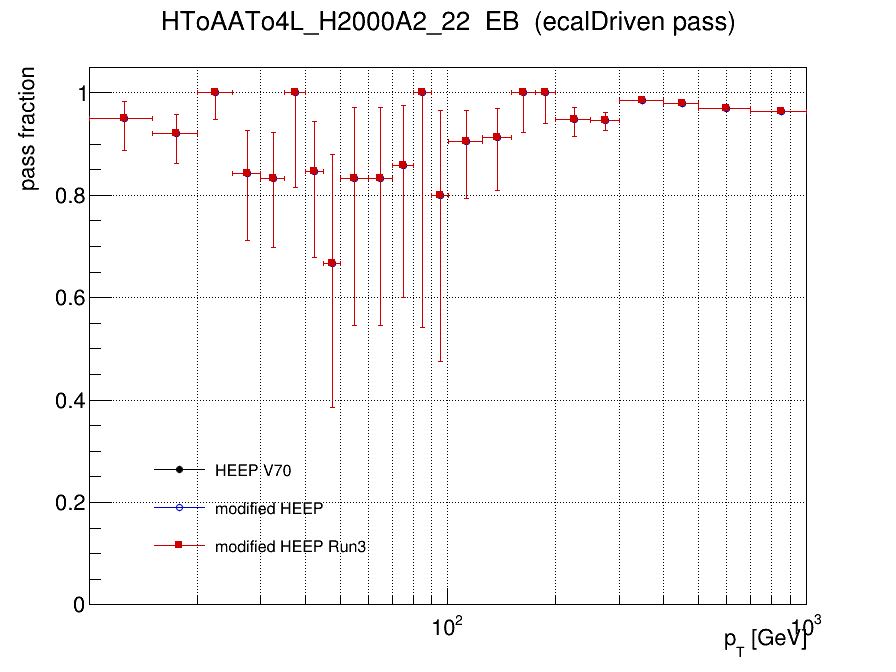 HToAATo4L_H2000A2_22 EB (ecalDriven pass)
pass fraction
1
0.8
0.6
0.4
0.2
0
HEEP V70
modified HEEP
modified HEEP Run3
10²
10³
p_T [GeV]